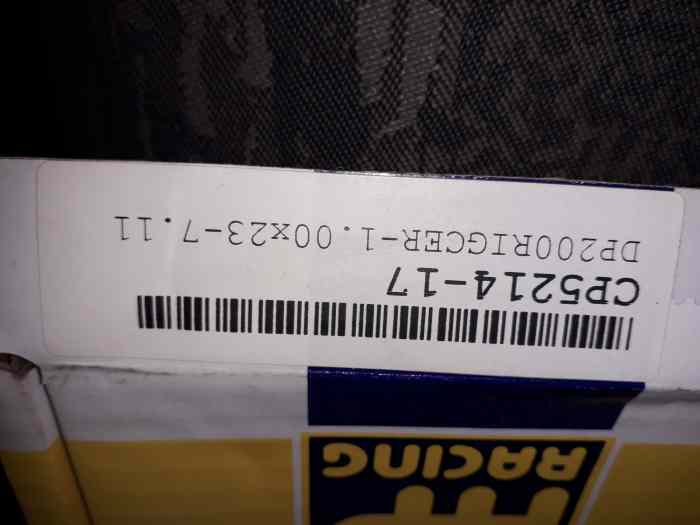 RACING
CP5214-17
DP200RIGCER-1.00x23-7.11